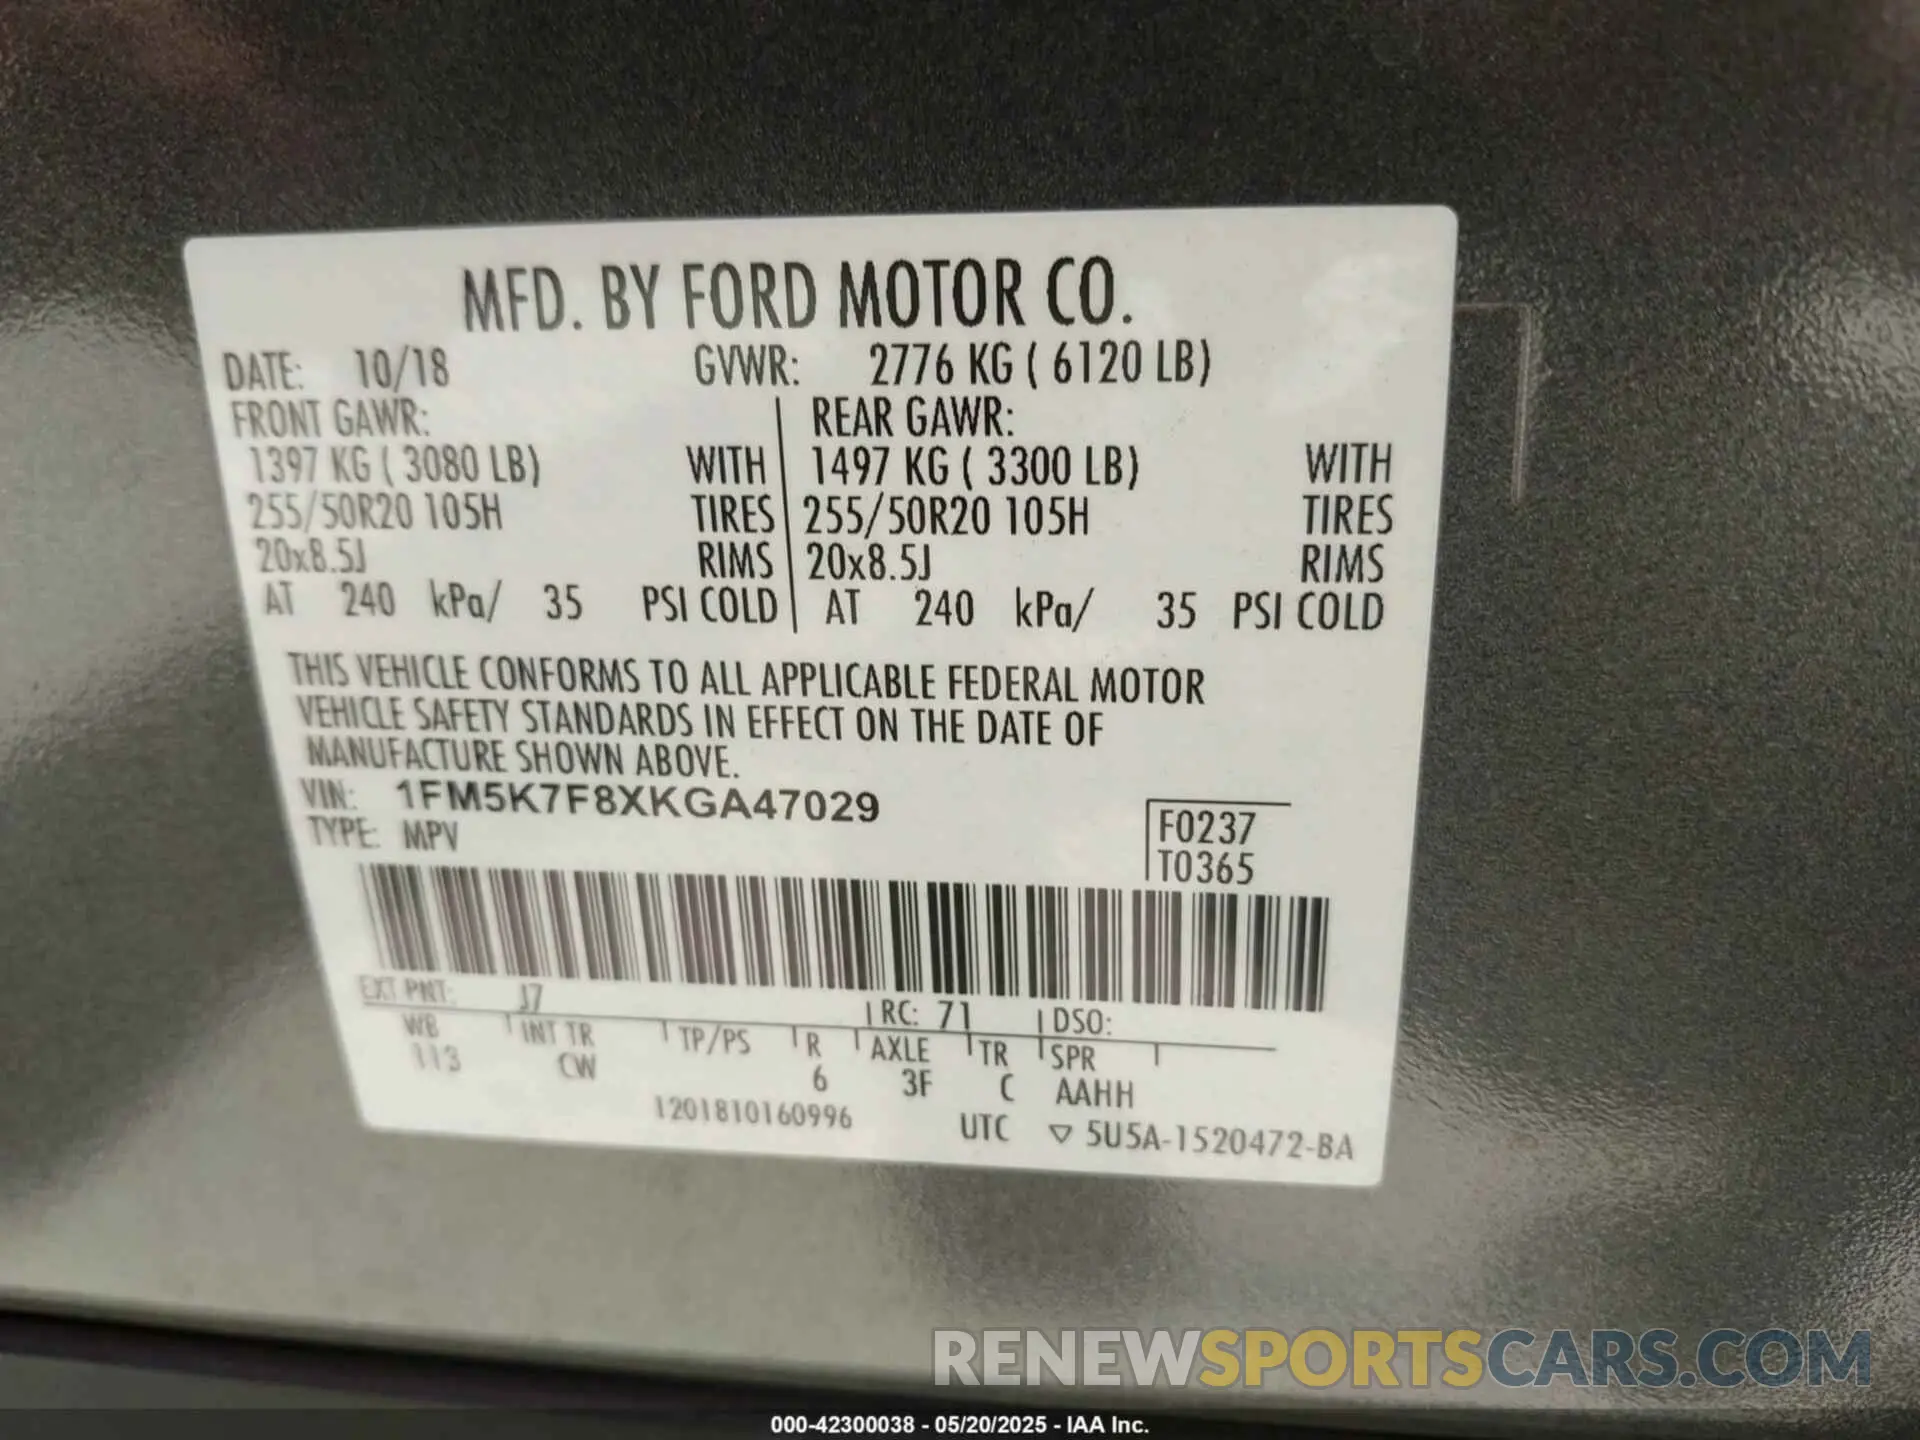 MFD. BY FORD MOTOR CO.
DATE: 10/18 GVWR: 2776 KG ( 6120 LB)
FRONT GAWR: REAR GAWR:
1397 KG ( 3080 LB) WITH 1497 KG ( 3300 LB) WITH
255/50R20 105H TIRES 255/50R20 105H TIRES
20x8.5J RIMS 20x8.5J RIMS
AT 240 kPa/ 35 PSI COLD AT 240 kPa/ 35 PSI COLD
THIS VEHICLE CONFORMS TO ALL APPLICABLE FEDERAL MOTOR
VEHICLE SAFETY STANDARDS IN EFFECT ON THE DATE OF
MANUFACTURE SHOWN ABOVE.
VIN: 1FM5K7F8XKGA47029
TYPE: MPV
F0237
T0365
EXT PNT: J7 RC: 71 DSO:
WB INT TR TP/PS R AXLE TR SPR
113 CW 6 3F C AAHH
1201810160996 UTC ▽ 5U5A-1520472-BA
RENEWSPORTSCARS.COM
000-42300038 - 05/20/2025 - IAA Inc.